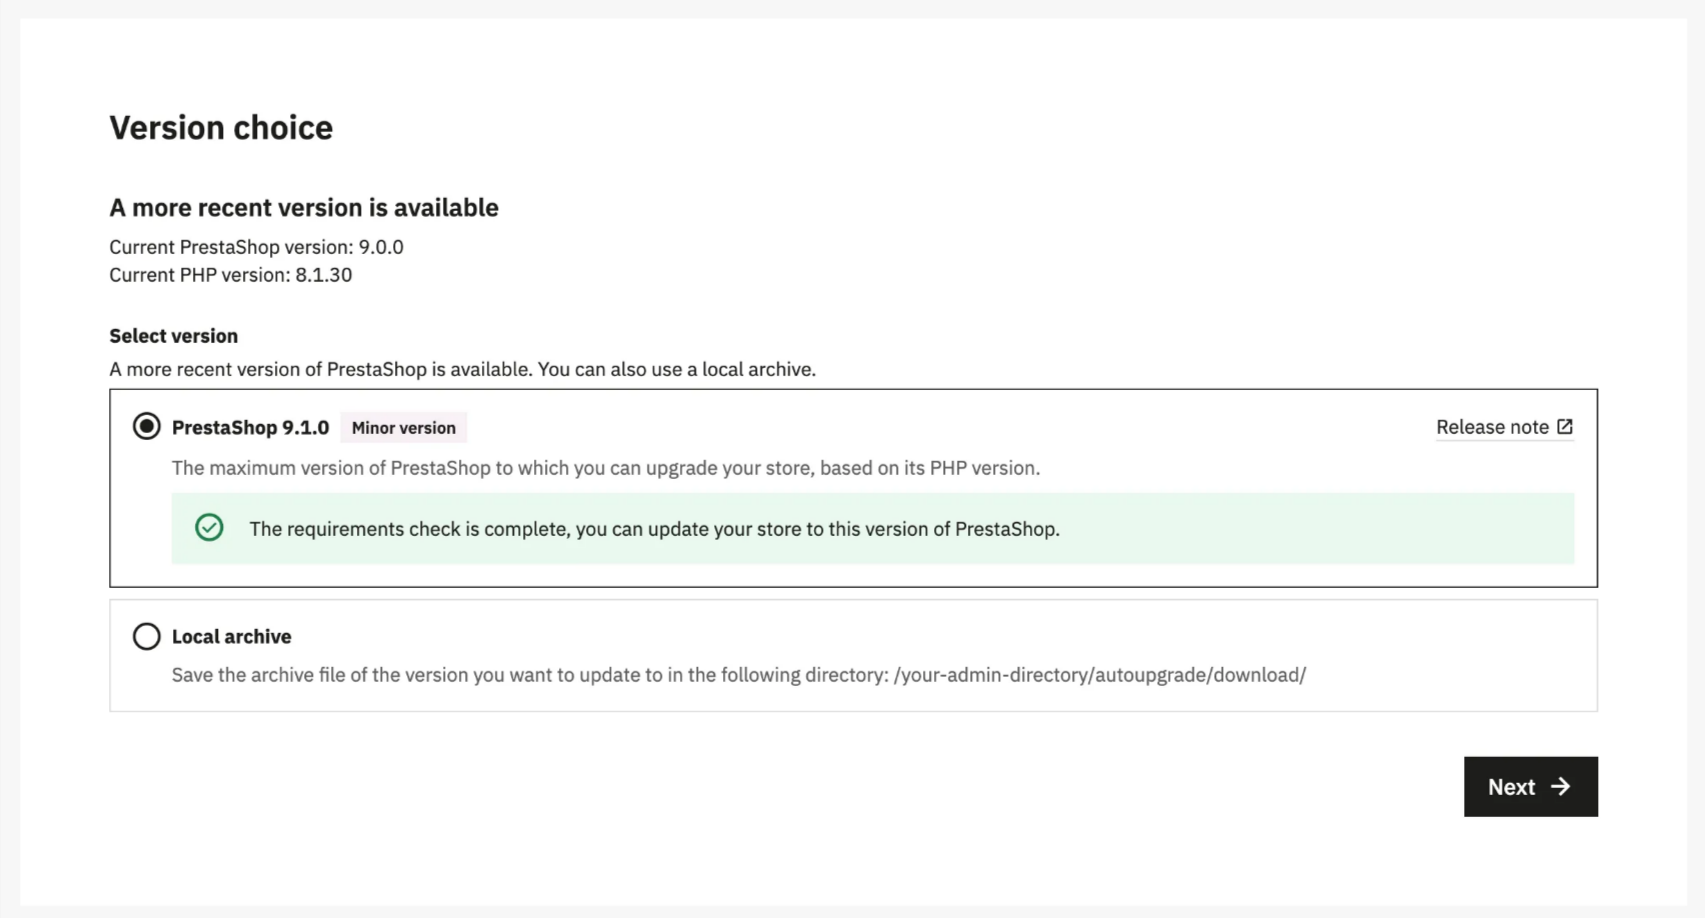 Version choice
A more recent version is available
Current PrestaShop version: 9.0.0
Current PHP version: 8.1.30
Select version
A more recent version of PrestaShop is available. You can also use a local archive.
PrestaShop 9.1.0 Minor version Release note
The maximum version of PrestaShop to which you can upgrade your store, based on its PHP version.
The requirements check is complete, you can update your store to this version of PrestaShop.
Local archive
Save the archive file of the version you want to update to in the following directory: /your-admin-directory/autoupgrade/download/
Next